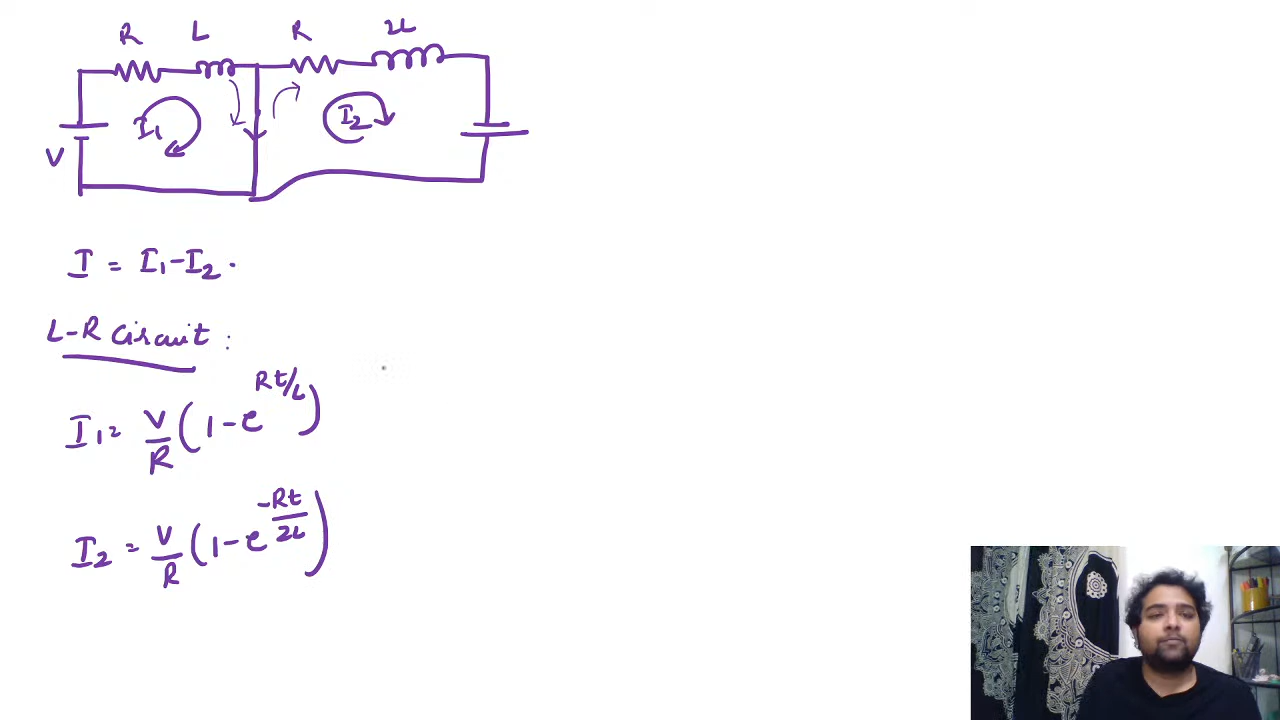 R L R 2L
I1 I2
V
I = I1 - I2 .
L-R Circuit :
I1 = V/R (1 - e^Rt/L)
I2 = V/R (1 - e^-Rt/2L)